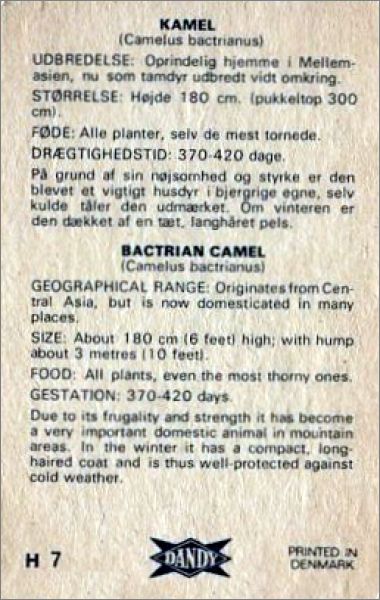 KAMEL
(Camelus bactrianus)
UDBREDELSE: Oprindelig hjemme i Mellem-
asien, nu som tamdyr udbredt vidt omkring.
STØRRELSE: Højde 180 cm. (pukkeltop 300
cm).
FØDE: Alle planter, selv de mest tornede.
DRÆGTIGHEDSTID: 370-420 dage.
På grund af sin nøjsomhed og styrke er den
blevet et vigtigt husdyr i bjergrige egne, selv
kulde tåler den udmærket. Om vinteren er
den dækket af en tæt, langhåret pels.
BACTRIAN CAMEL
(Camelus bactrianus)
GEOGRAPHICAL RANGE: Originates from Cen-
tral Asia, but is now domesticated in many
places.
SIZE: About 180 cm (6 feet) high; with hump
about 3 metres (10 feet).
FOOD: All plants, even the most thorny ones.
GESTATION: 370-420 days.
Due to its frugality and strength it has become
a very important domestic animal in mountain
areas. In the winter it has a compact, long-
haired coat and is thus well-protected against
cold weather.
H 7
DANDY
PRINTED IN
DENMARK